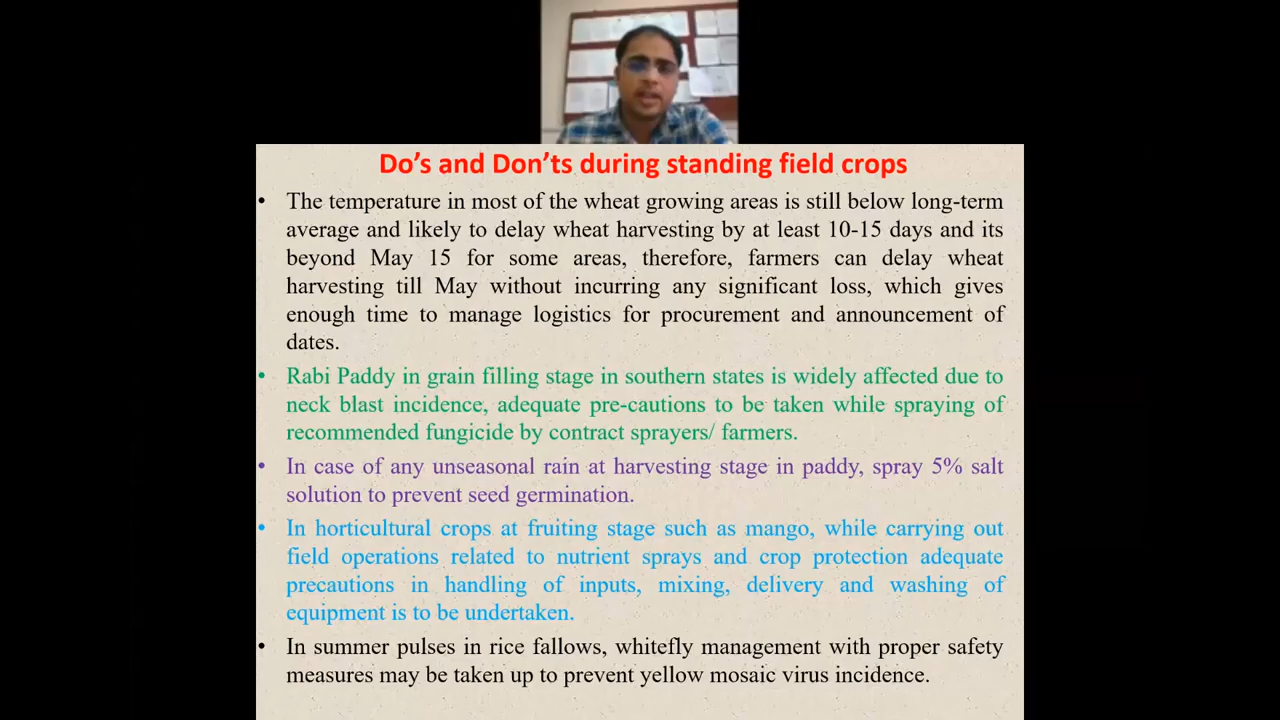 Do's and Don'ts during standing field crops
• The temperature in most of the wheat growing areas is still below long-term
average and likely to delay wheat harvesting by at least 10-15 days and its
beyond May 15 for some areas, therefore, farmers can delay wheat
harvesting till May without incurring any significant loss, which gives
enough time to manage logistics for procurement and announcement of
dates.
• Rabi Paddy in grain filling stage in southern states is widely affected due to
neck blast incidence, adequate pre-cautions to be taken while spraying of
recommended fungicide by contract sprayers/ farmers.
• In case of any unseasonal rain at harvesting stage in paddy, spray 5% salt
solution to prevent seed germination.
• In horticultural crops at fruiting stage such as mango, while carrying out
field operations related to nutrient sprays and crop protection adequate
precautions in handling of inputs, mixing, delivery and washing of
equipment is to be undertaken.
• In summer pulses in rice fallows, whitefly management with proper safety
measures may be taken up to prevent yellow mosaic virus incidence.